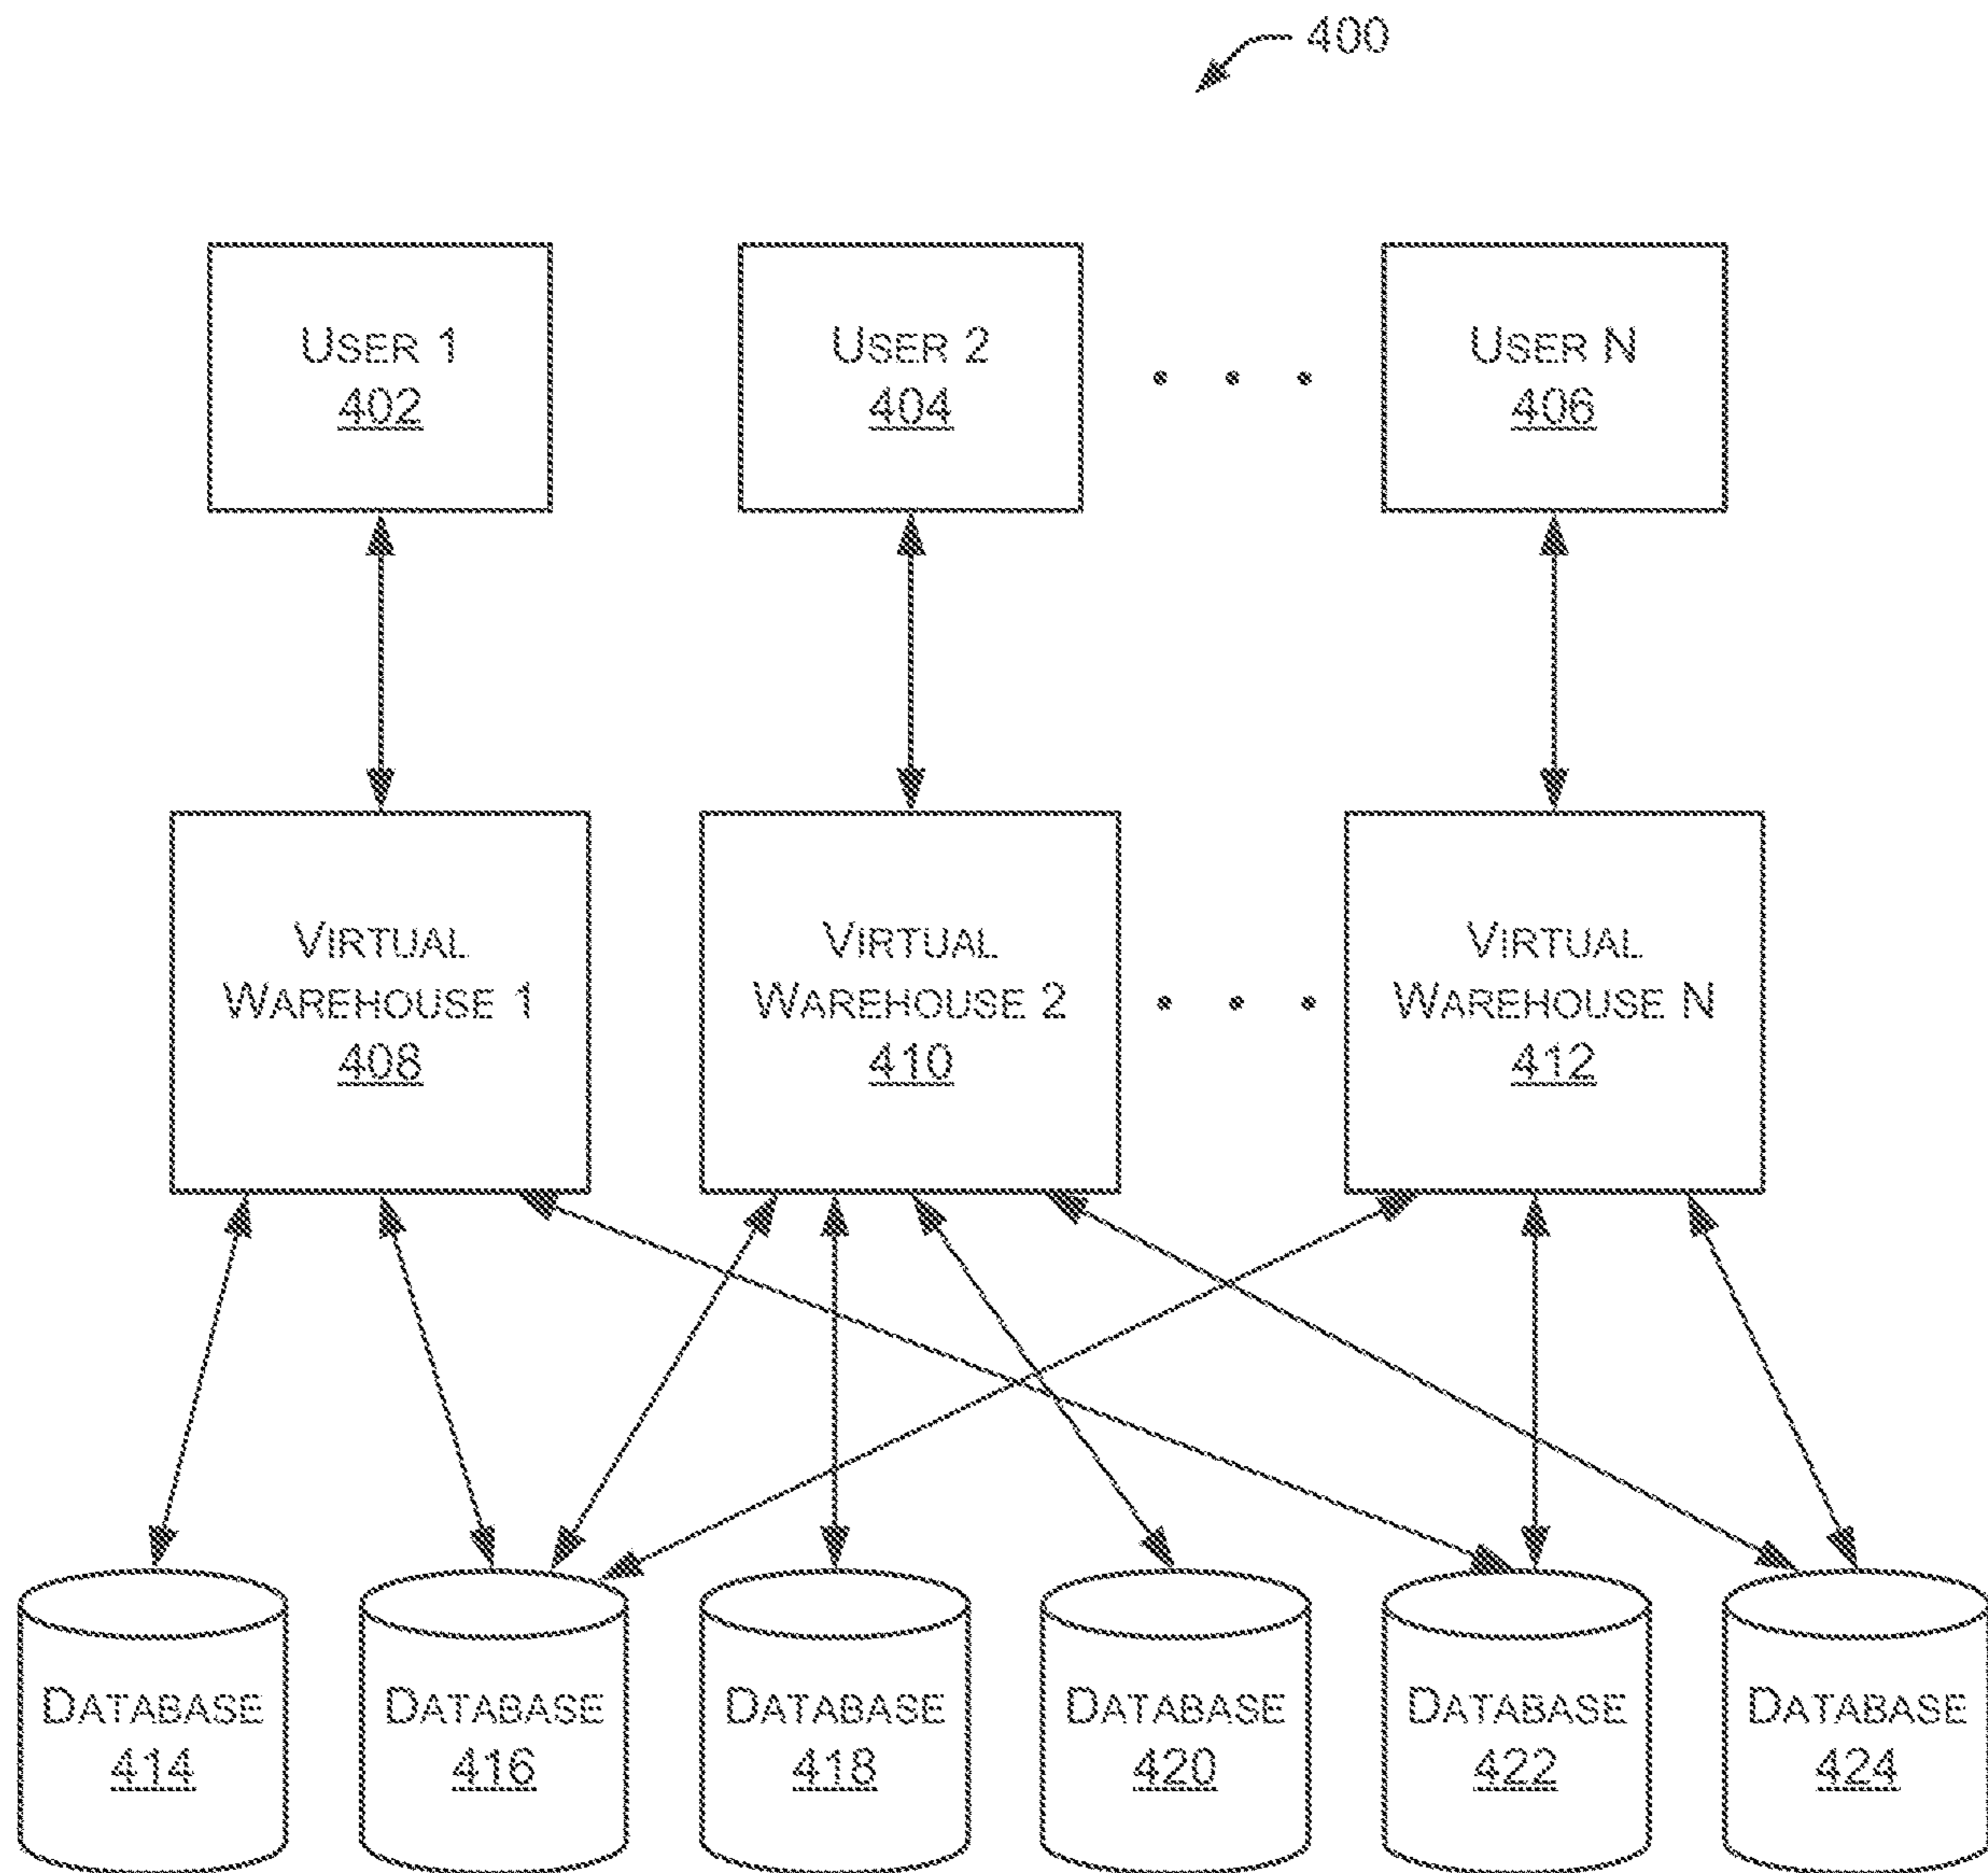 400
USER 1
402
USER 2
404
USER N
406
VIRTUAL
WAREHOUSE 1
408
VIRTUAL
WAREHOUSE 2
410
VIRTUAL
WAREHOUSE N
412
DATABASE
414
DATABASE
416
DATABASE
418
DATABASE
420
DATABASE
422
DATABASE
424